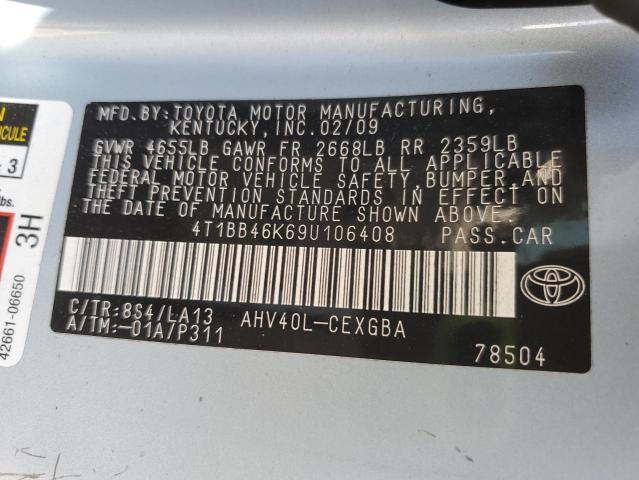 MFD.BY:TOYOTA MOTOR MANUFACTURING,
KENTUCKY,INC.02/09
GVWR 4655LB GAWR FR 2668LB RR 2359LB
THIS VEHICLE CONFORMS TO ALL APPLICABLE
FEDERAL MOTOR VEHICLE SAFETY,BUMPER,AND
THEFT PREVENTION STANDARDS IN EFFECT ON
THE DATE OF MANUFACTURE SHOWN ABOVE.
4T1BB46K69U106408 PASS.CAR
C/TR:8S4/LA13 AHV40L-CEXGBA
A/TM:-01A/P311
78504
TOYOTA
3
3H
42661-06650